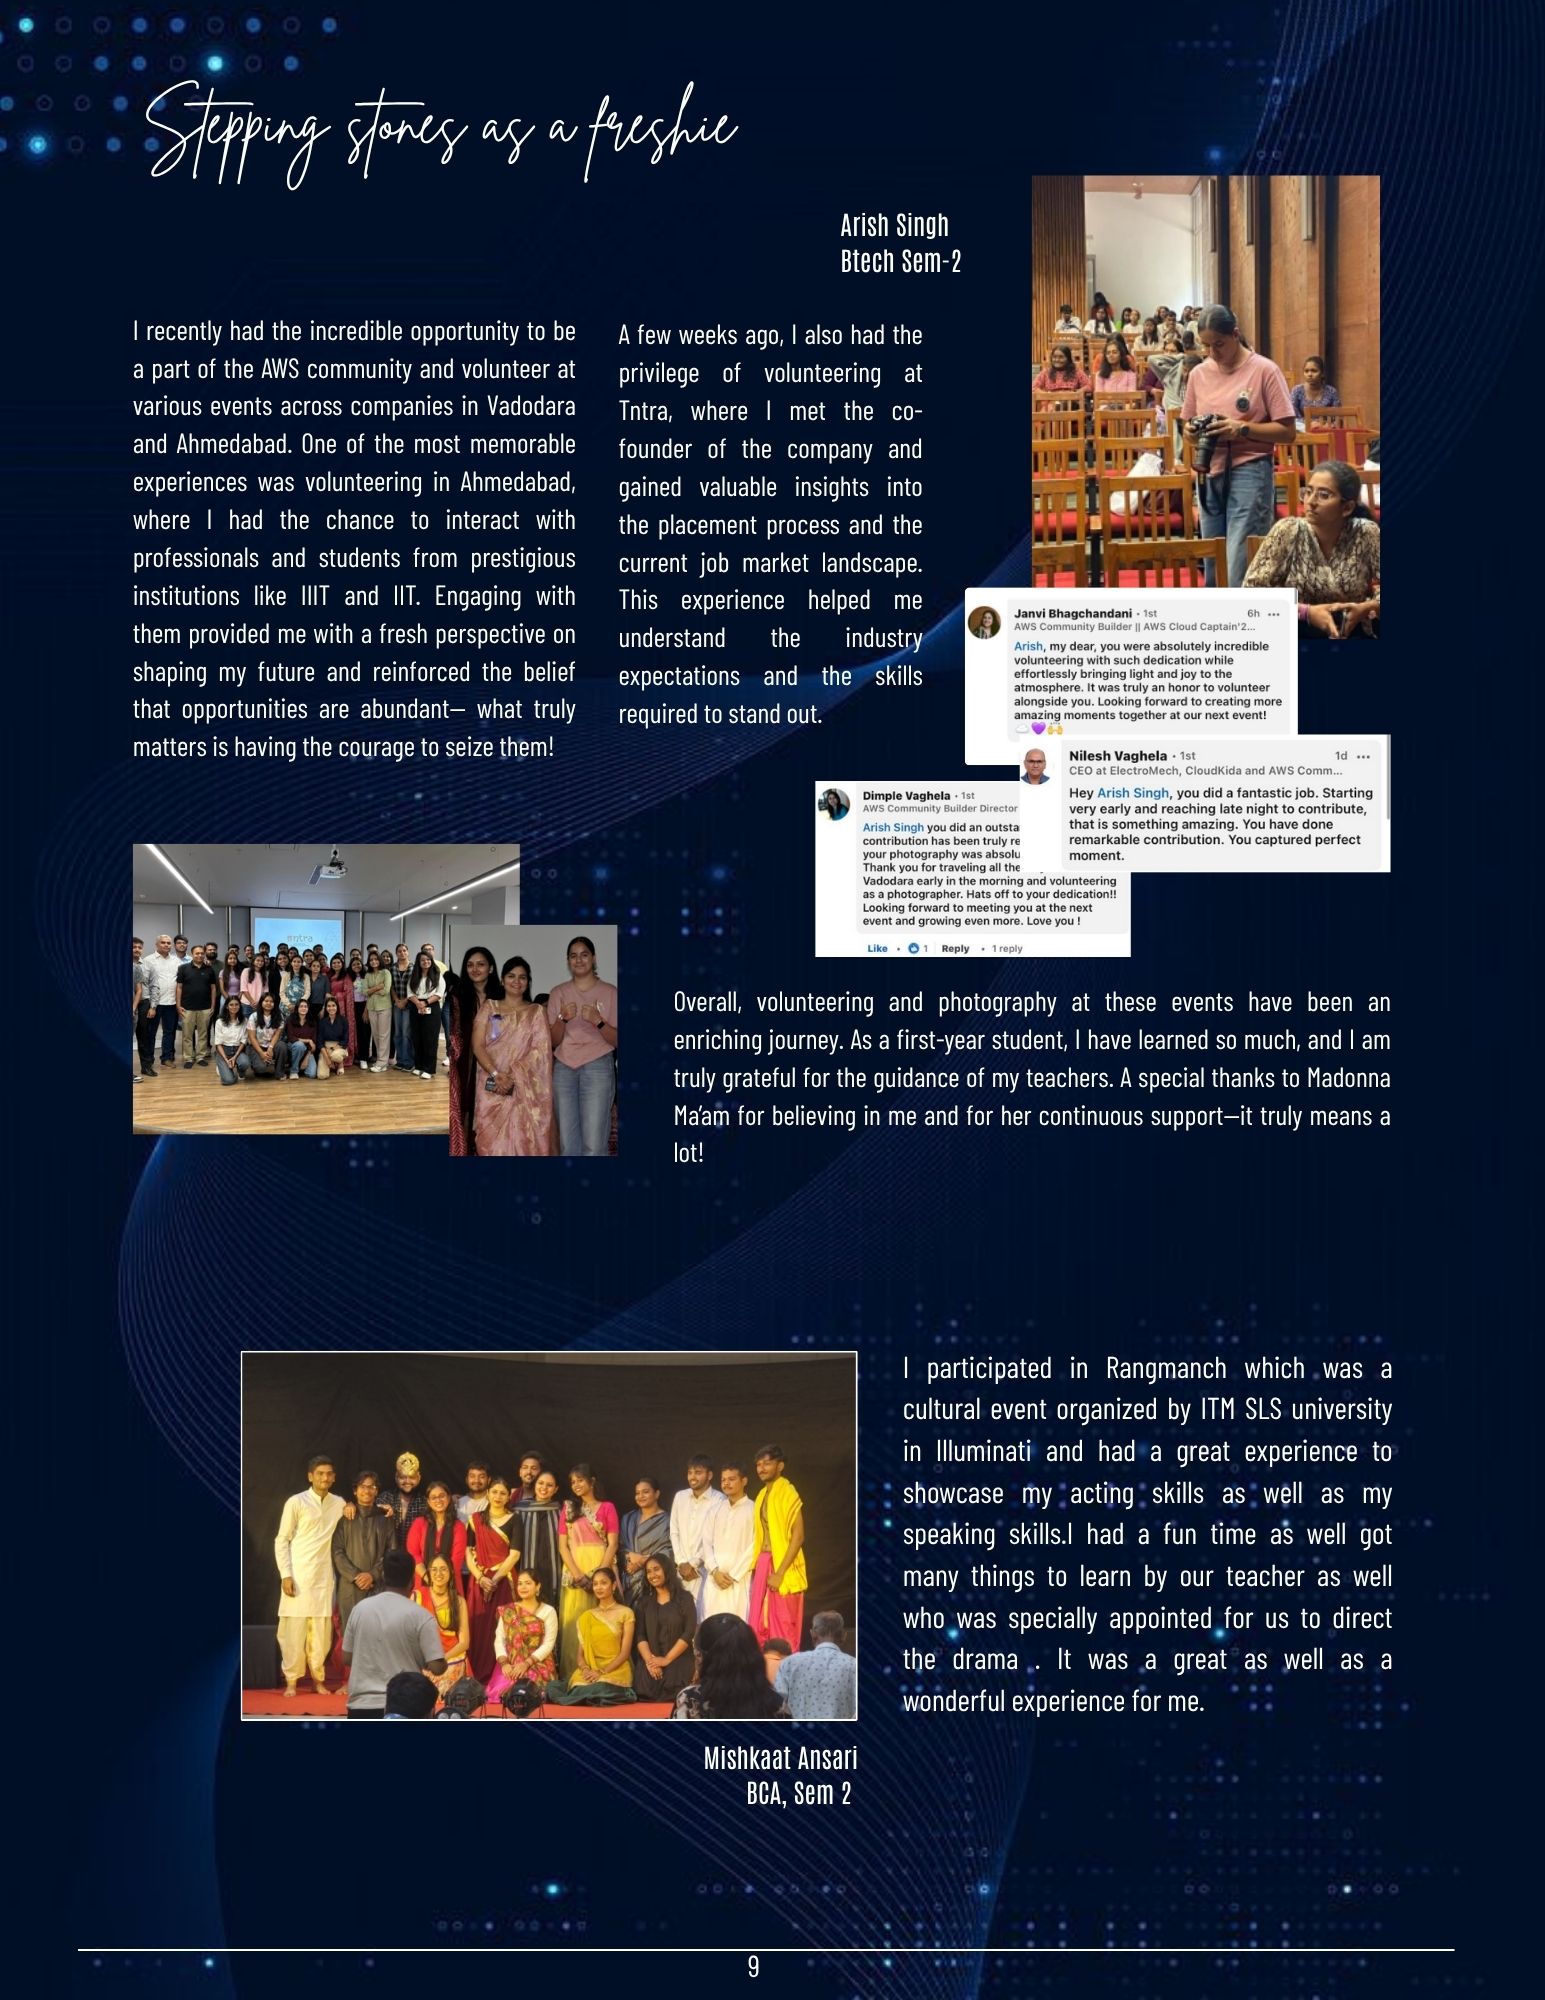 Stepping stones as a freshie
Arish Singh
Btech Sem-2
I recently had the incredible opportunity to be
a part of the AWS community and volunteer at
various events across companies in Vadodara
and Ahmedabad. One of the most memorable
experiences was volunteering in Ahmedabad,
where I had the chance to interact with
professionals and students from prestigious
institutions like IIIT and IIT. Engaging with
them provided me with a fresh perspective on
shaping my future and reinforced the belief
that opportunities are abundant— what truly
matters is having the courage to seize them!
A few weeks ago, I also had the
privilege of volunteering at
Tntra, where I met the co-
founder of the company and
gained valuable insights into
the placement process and the
current job market landscape.
This experience helped me
understand the industry
expectations and the skills
required to stand out.
Janvi Bhagchandani • 1st 6h •••
AWS Community Builder || AWS Cloud Captain'2...
Arish, my dear, you were absolutely incredible
volunteering with such dedication while
effortlessly bringing light and joy to the
atmosphere. It was truly an honor to volunteer
alongside you. Looking forward to creating more
amazing moments together at our next event!
☁️💜🙌
Nilesh Vaghela • 1st 1d •••
CEO at ElectroMech, CloudKida and AWS Comm...
Hey Arish Singh, you did a fantastic job. Starting
very early and reaching late night to contribute,
that is something amazing. You have done
remarkable contribution. You captured perfect
moment.
Dimple Vaghela • 1st
AWS Community Builder Director
Arish Singh you did an outsta
contribution has been truly re
your photography was absolu
Thank you for traveling all the
Vadodara early in the morning and volunteering
as a photographer. Hats off to your dedication!!
Looking forward to meeting you at the next
event and growing even more. Love you !
Like • 1 | Reply • 1 reply
tntra
Overall, volunteering and photography at these events have been an
enriching journey. As a first-year student, I have learned so much, and I am
truly grateful for the guidance of my teachers. A special thanks to Madonna
Ma'am for believing in me and for her continuous support—it truly means a
lot!
I participated in Rangmanch which was a
cultural event organized by ITM SLS university
in Illuminati and had a great experience to
showcase my acting skills as well as my
speaking skills.I had a fun time as well got
many things to learn by our teacher as well
who was specially appointed for us to direct
the drama . It was a great as well as a
wonderful experience for me.
Mishkaat Ansari
BCA, Sem 2
9